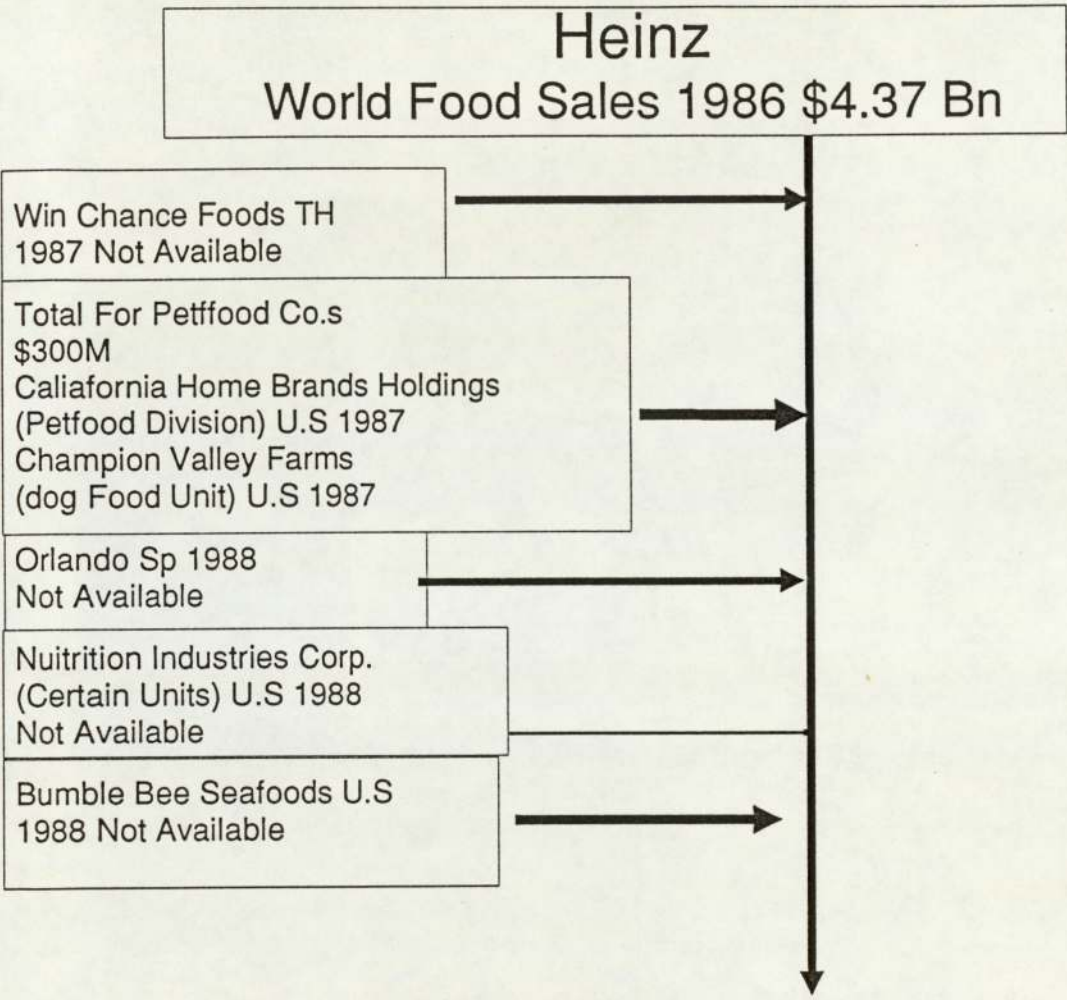 Heinz
World Food Sales 1986 $4.37 Bn
Win Chance Foods TH
1987 Not Available
Total For Petffood Co.s
$300M
Caliafornia Home Brands Holdings
(Petfood Division) U.S 1987
Champion Valley Farms
(dog Food Unit) U.S 1987
Orlando Sp 1988
Not Available
Nuitrition Industries Corp.
(Certain Units) U.S 1988
Not Available
Bumble Bee Seafoods U.S
1988 Not Available